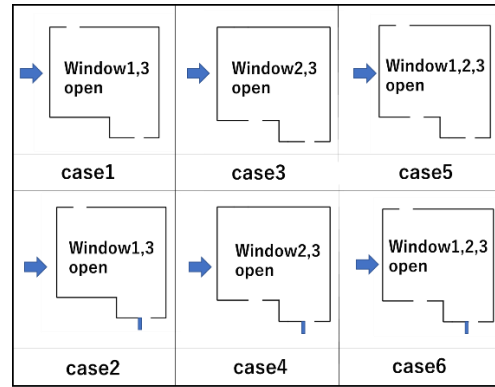 Window1,3
open
case1
Window2,3
open
case3
Window1,2,3
open
case5
Window1,3
open
case2
Window2,3
open
case4
Window1,2,3
open
case6